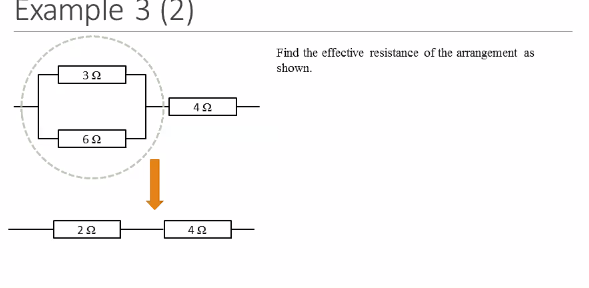 Example 3 (2)
Find the effective resistance of the arrangement as
shown.
3 Ω
4 Ω
6 Ω
2 Ω
4 Ω